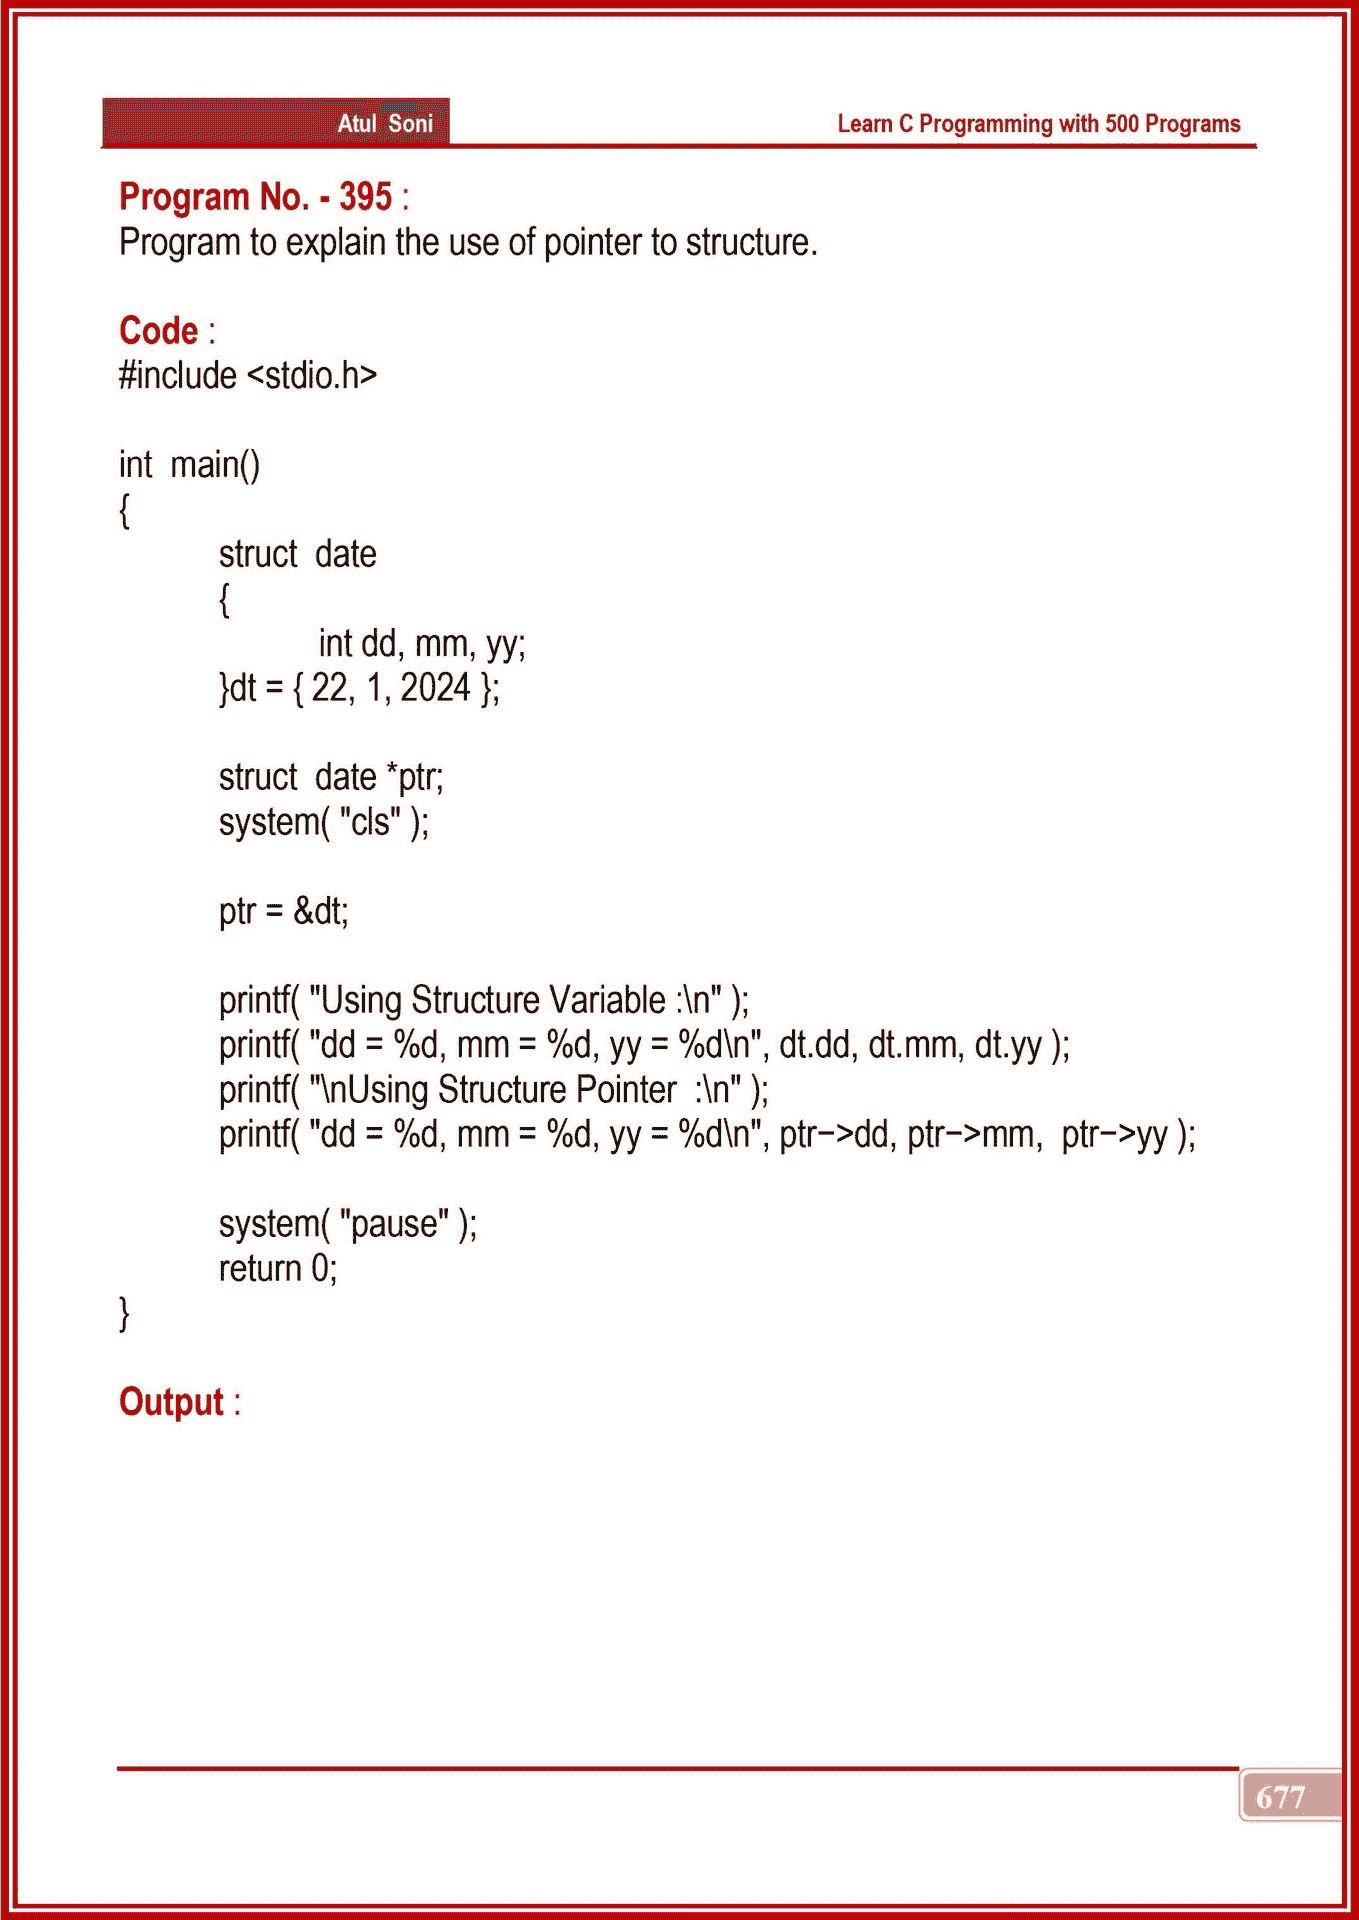 Atul  Soni
Learn C Programming with 500 Programs
Program No. - 395 :
Program to explain the use of pointer to structure.
Code :
#include <stdio.h>
int  main()
{
struct  date
{
int dd, mm, yy;
}dt = { 22, 1, 2024 };
struct  date *ptr;
system( "cls" );
ptr = &dt;
printf( "Using Structure Variable :\n" );
printf( "dd = %d, mm = %d, yy = %d\n", dt.dd, dt.mm, dt.yy );
printf( "\nUsing Structure Pointer  :\n" );
printf( "dd = %d, mm = %d, yy = %d\n", ptr−>dd, ptr−>mm,  ptr−>yy );
system( "pause" );
return 0;
}
Output :
677